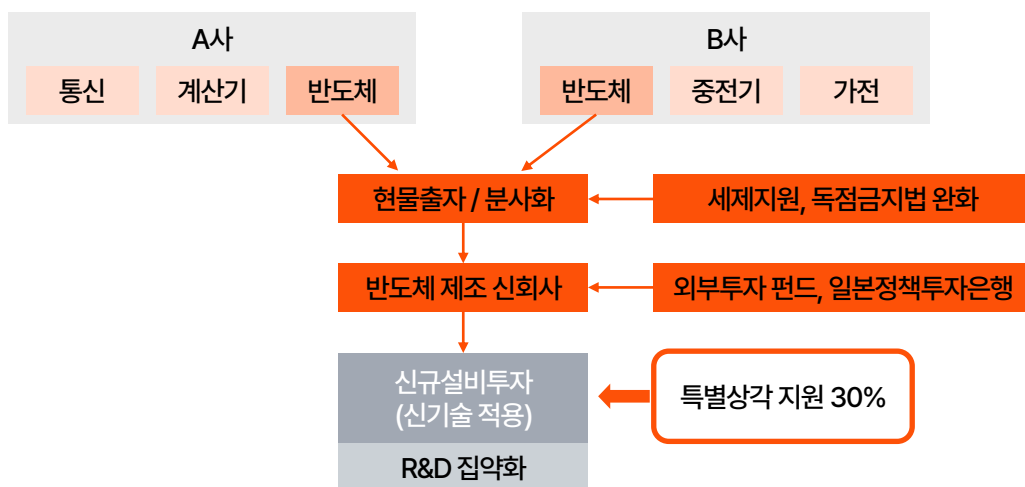 A사
통신
계산기
반도체
B사
반도체
중전기
가전
현물출자 / 분사화
세제지원, 독점금지법 완화
반도체 제조 신회사
외부투자 펀드, 일본정책투자은행
신규설비투자
(신기술 적용)
특별상각 지원 30%
R&D 집약화